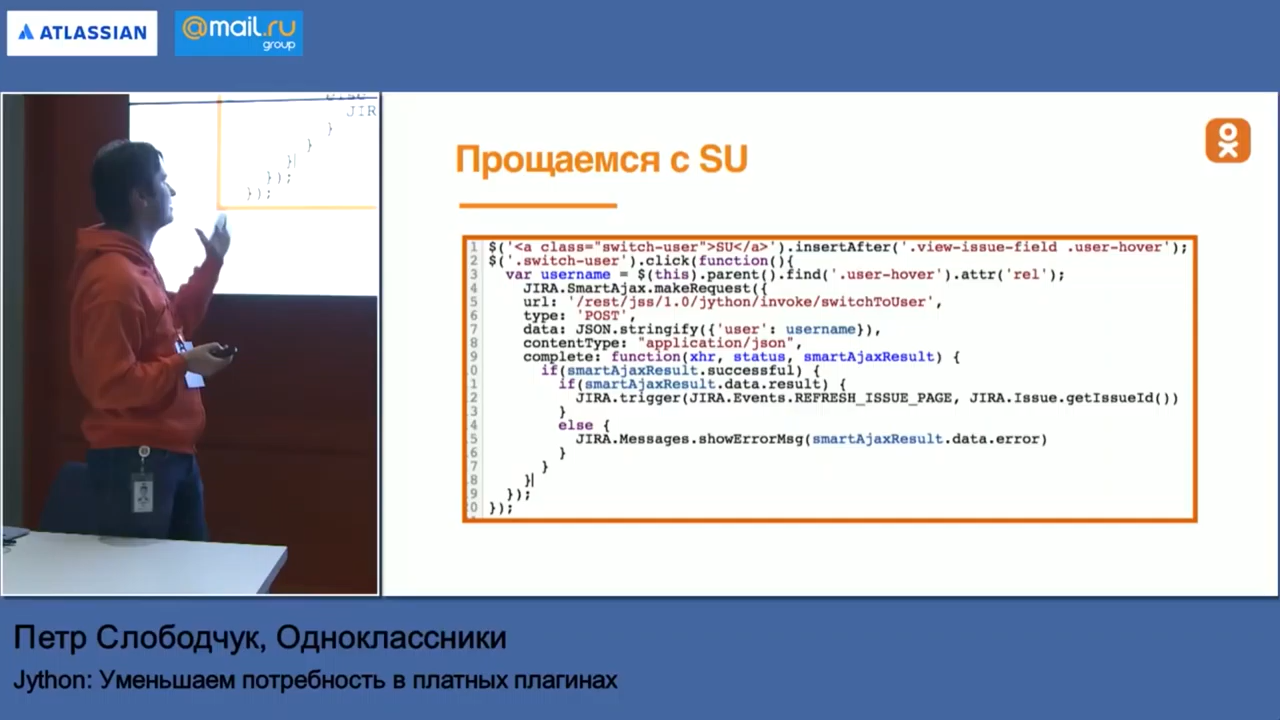 ATLASSIAN
@mail.ru
group
JIR
}
}
}|
});
});
Прощаемся с SU
1 $('<a class="switch-user">SU</a>').insertAfter('.view-issue-field .user-hover');
2 $('.switch-user').click(function(){
3 var username = $(this).parent().find('.user-hover').attr('rel');
4 JIRA.SmartAjax.makeRequest({
5 url: '/rest/jss/1.0/jython/invoke/switchToUser',
6 type: 'POST',
7 data: JSON.stringify({'user': username}),
8 contentType: "application/json",
9 complete: function(xhr, status, smartAjaxResult) {
0 if(smartAjaxResult.successful) {
1 if(smartAjaxResult.data.result) {
2 JIRA.trigger(JIRA.Events.REFRESH_ISSUE_PAGE, JIRA.Issue.getIssueId())
3 }
4 else {
5 JIRA.Messages.showErrorMsg(smartAjaxResult.data.error)
6 }
7 }
8 }|
9 });
0 });
Петр Слободчук, Одноклассники
Jython: Уменьшаем потребность в платных плагинах